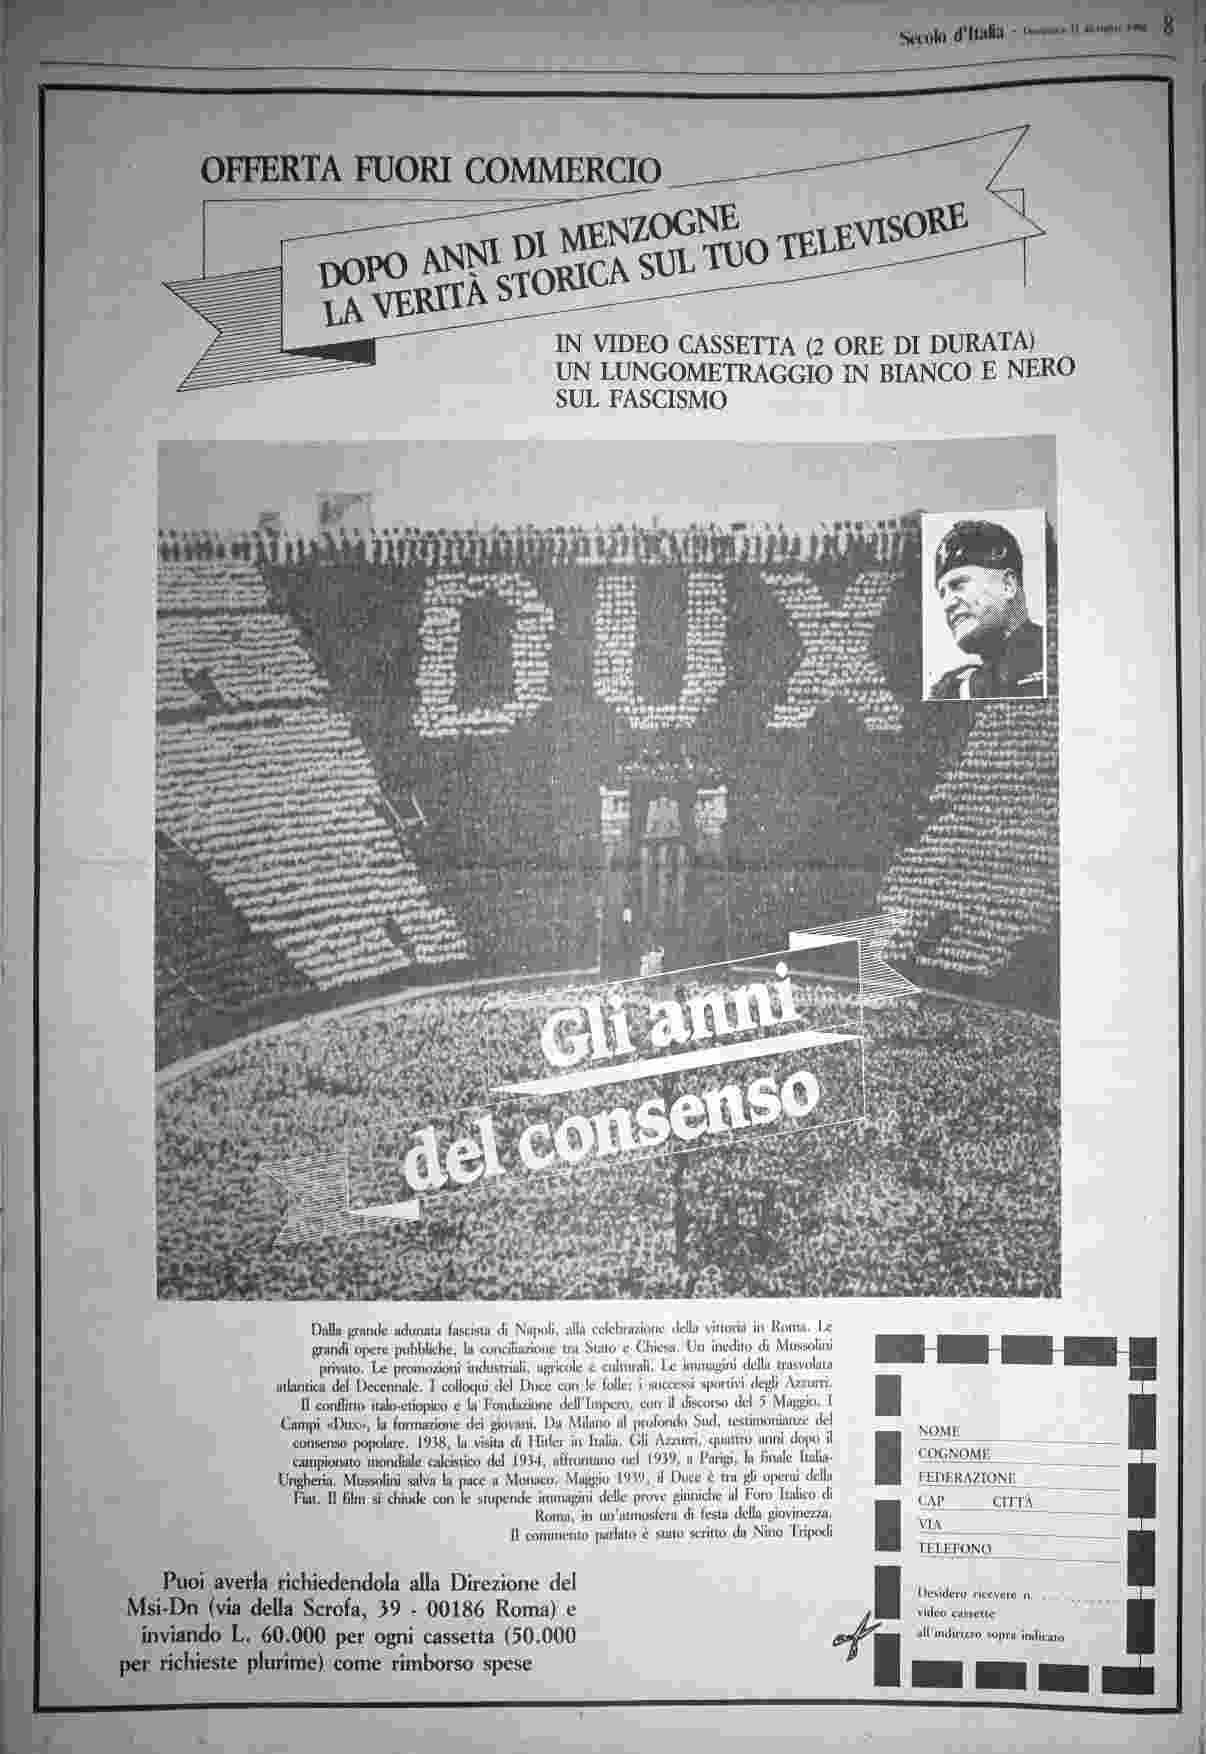 Secolo d'Italia - Domenica 11 dicembre 8
OFFERTA FUORI COMMERCIO
DOPO ANNI DI MENZOGNE
LA VERITÀ STORICA SUL TUO TELEVISORE
IN VIDEO CASSETTA (2 ORE DI DURATA)
UN LUNGOMETRAGGIO IN BIANCO E NERO
SUL FASCISMO
DUX
Gli anni
del consenso
Dalla grande adunata fascista di Napoli, alla celebrazione della vittoria in Roma. Le
grandi opere pubbliche, la conciliazione tra Stato e Chiesa. Un inedito di Mussolini
privato. Le promozioni industriali, agricole e culturali. Le immagini della trasvolata
atlantica del Decennale. I colloqui del Duce con le folle; i successi sportivi degli Azzurri.
Il conflitto italo-etiopico e la Fondazione dell'Impero, con il discorso del 5 Maggio. I
Campi «Dux», la formazione dei giovani. Da Milano al profondo Sud, testimonianze del
consenso popolare. 1938, la visita di Hitler in Italia. Gli Azzurri, quattro anni dopo il
campionato mondiale calcistico del 1934, affrontano nel 1939, a Parigi, la finale Italia-
Ungheria. Mussolini salva la pace a Monaco. Maggio 1939, il Duce è tra gli operai della
Fiat. Il film si chiude con le stupende immagini delle prove ginniche al Foro Italico di
Roma, in un'atmosfera di festa della giovinezza.
Il commento parlato è stato scritto da Nino Tripodi
Puoi averla richiedendola alla Direzione del
Msi-Dn (via della Scrofa, 39 - 00186 Roma) e
inviando L. 60.000 per ogni cassetta (50.000
per richieste plurime) come rimborso spese
NOME
COGNOME
FEDERAZIONE
CAP CITTÀ
VIA
TELEFONO
Desidero ricevere n. ............
video cassette
all'indirizzo sopra indicato